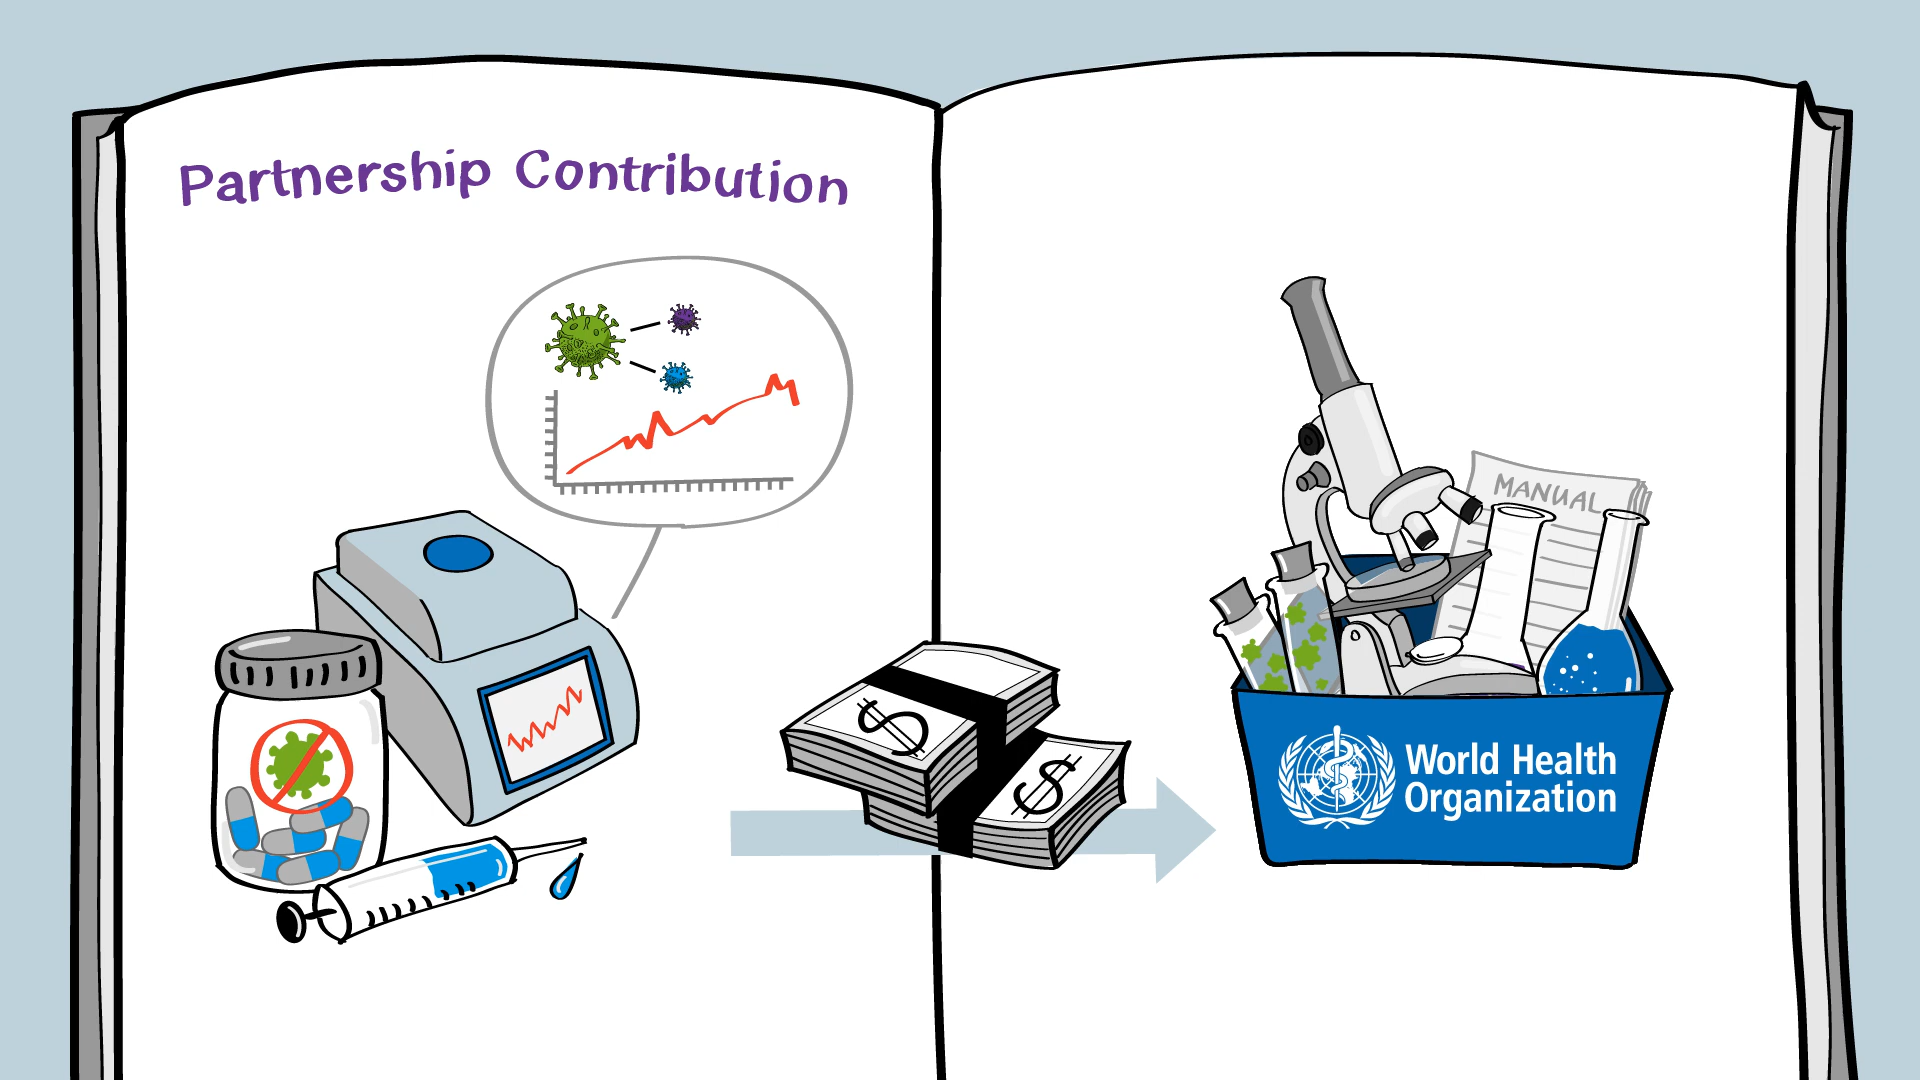 Partnership Contribution
MANUAL
$
$
World Health
Organization